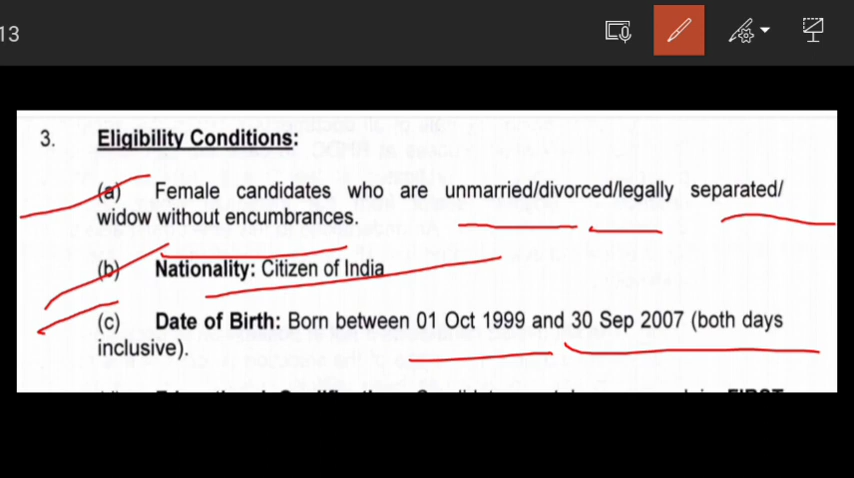 13
3. Eligibility Conditions:
(a) Female candidates who are unmarried/divorced/legally separated/
widow without encumbrances.
(b) Nationality: Citizen of India
(c) Date of Birth: Born between 01 Oct 1999 and 30 Sep 2007 (both days
inclusive).